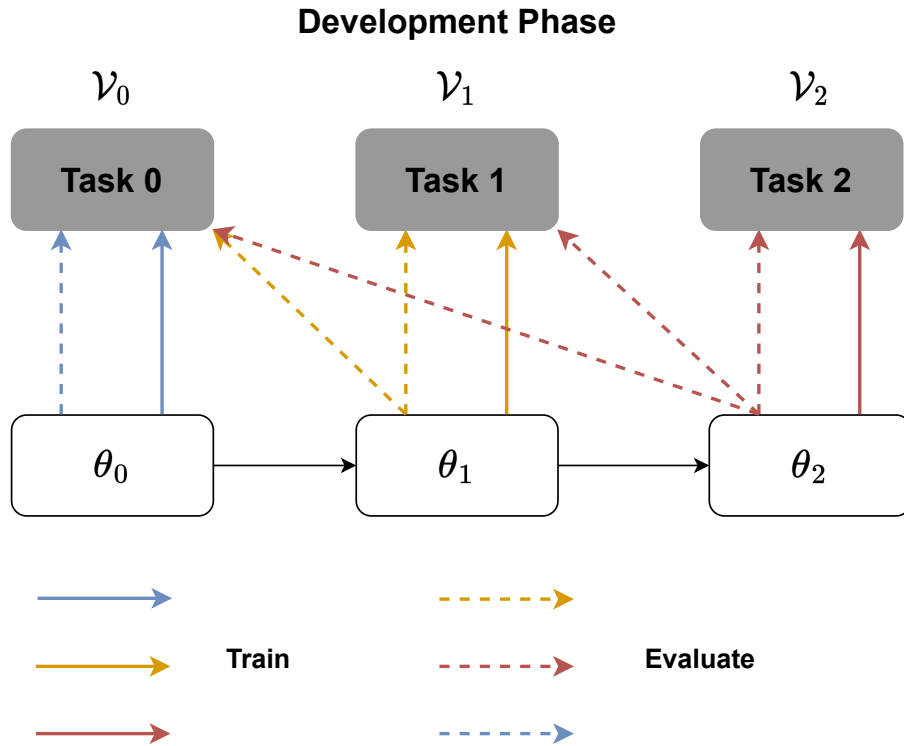 Development Phase
𝒱₀ 𝒱₁ 𝒱₂
Task 0 Task 1 Task 2
θ₀ θ₁ θ₂
Train Evaluate